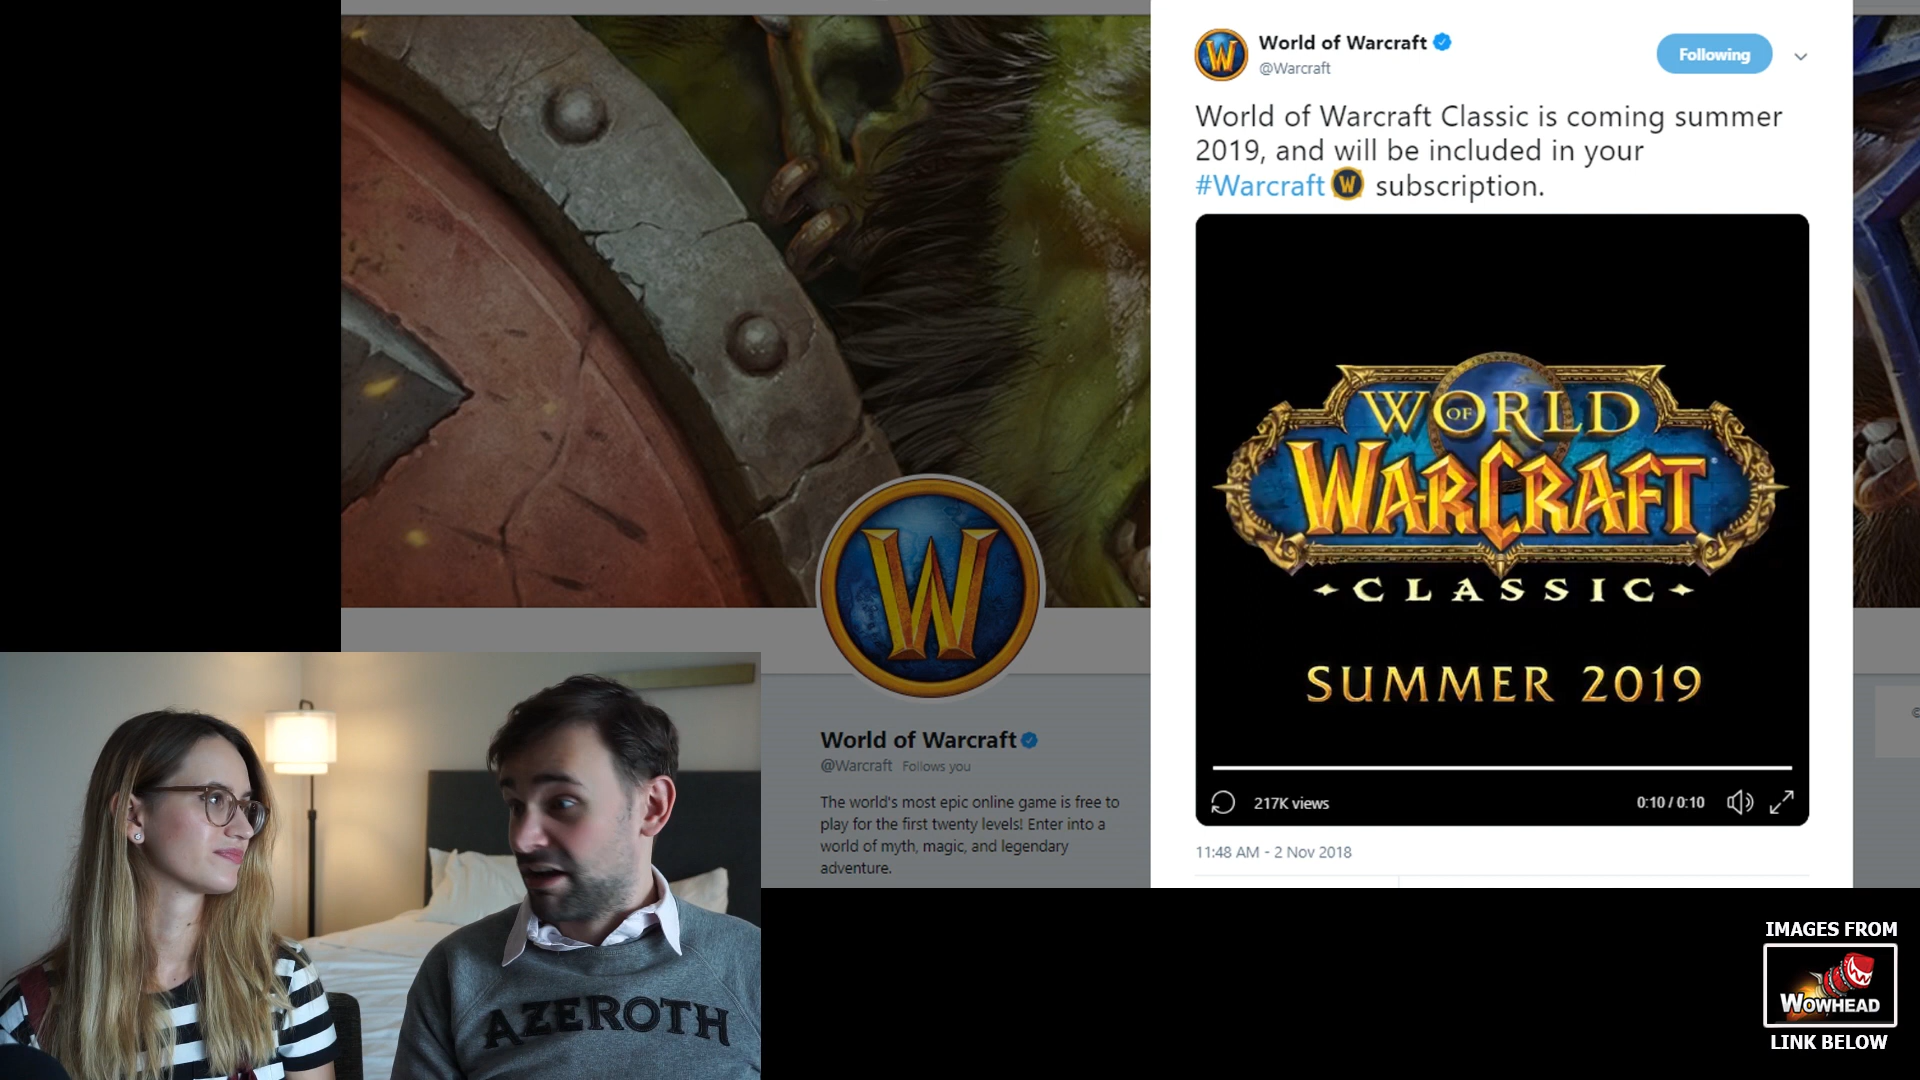 World of Warcraft
@Warcraft
Following
World of Warcraft Classic is coming summer
2019, and will be included in your
#Warcraft subscription.
WORLD
OF
WARCRAFT
CLASSIC
SUMMER 2019
217K views
0:10 / 0:10
11:48 AM - 2 Nov 2018
W
World of Warcraft
@Warcraft Follows you
The world's most epic online game is free to
play for the first twenty levels! Enter into a
world of myth, magic, and legendary
adventure.
AZEROTH
IMAGES FROM
WOWHEAD
LINK BELOW